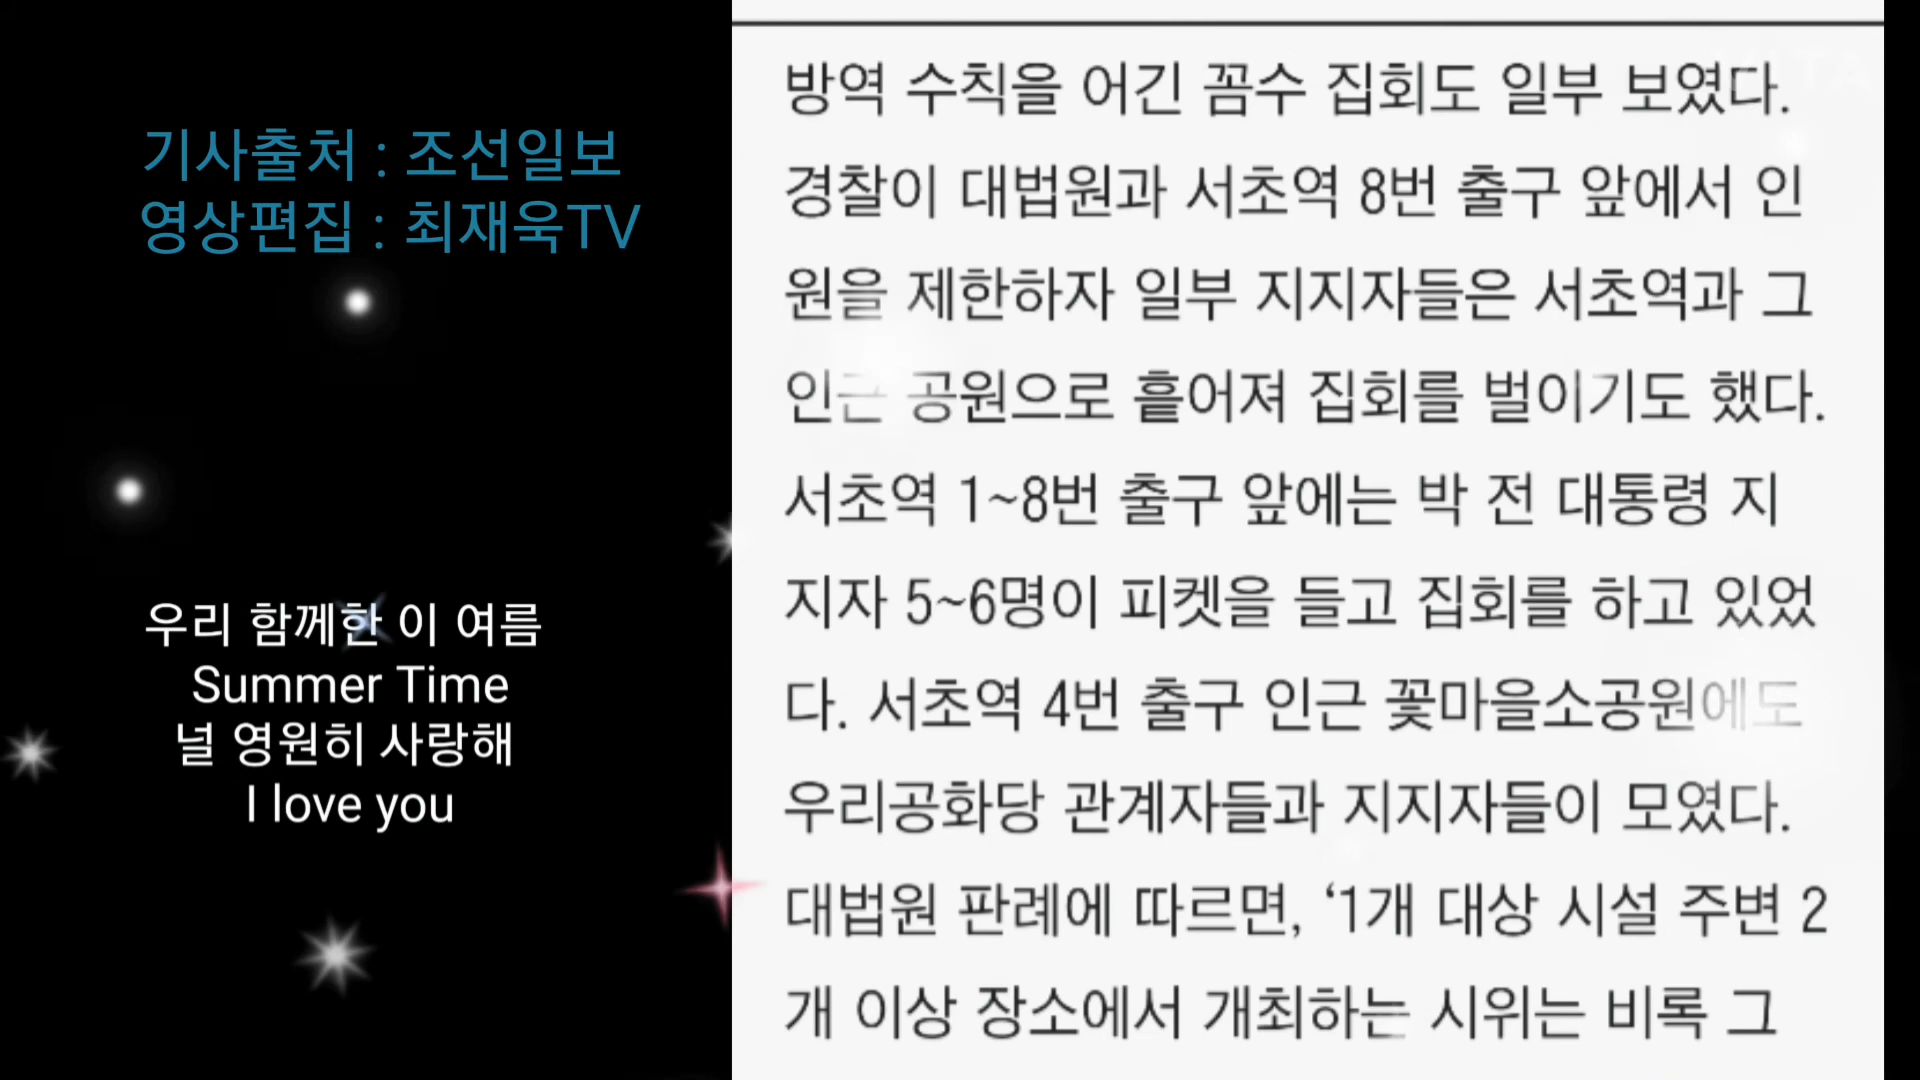 기사출처 : 조선일보
영상편집 : 최재욱TV
우리 함께한 이 여름
Summer Time
널 영원히 사랑해
I love you
방역 수칙을 어긴 꼼수 집회도 일부 보였다.
경찰이 대법원과 서초역 8번 출구 앞에서 인
원을 제한하자 일부 지지자들은 서초역과 그
인근 공원으로 흩어져 집회를 벌이기도 했다.
서초역 1~8번 출구 앞에는 박 전 대통령 지
지자 5~6명이 피켓을 들고 집회를 하고 있었
다. 서초역 4번 출구 인근 꽃마을소공원에도
우리공화당 관계자들과 지지자들이 모였다.
대법원 판례에 따르면, ‘1개 대상 시설 주변 2
개 이상 장소에서 개최하는 시위는 비록 그